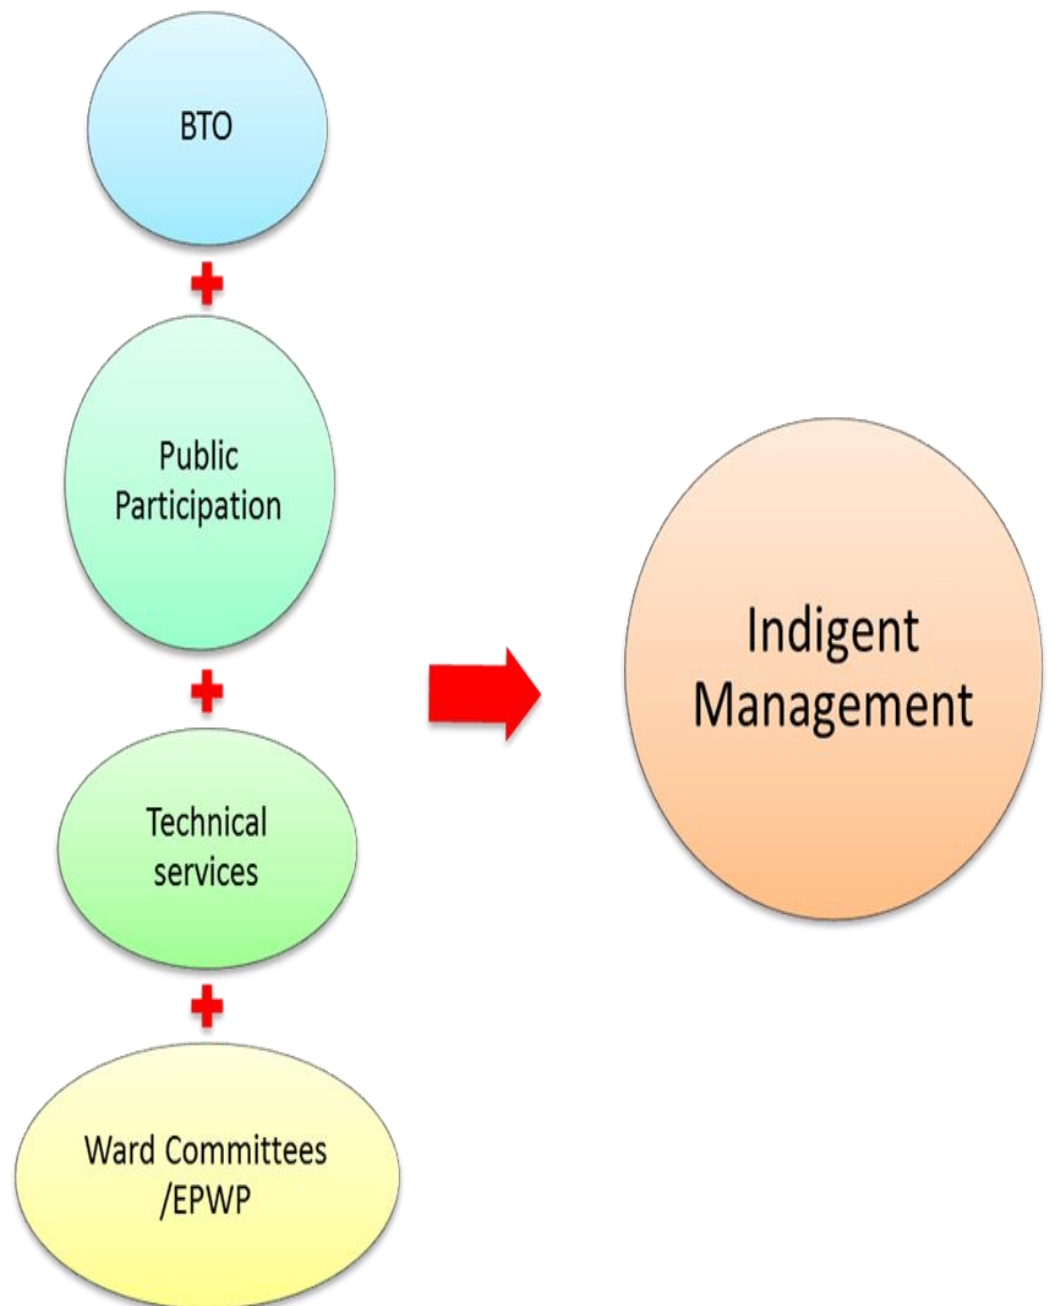 BTO
Public
Participation
Technical
services
Ward Committees
/EPWP
Indigent
Management